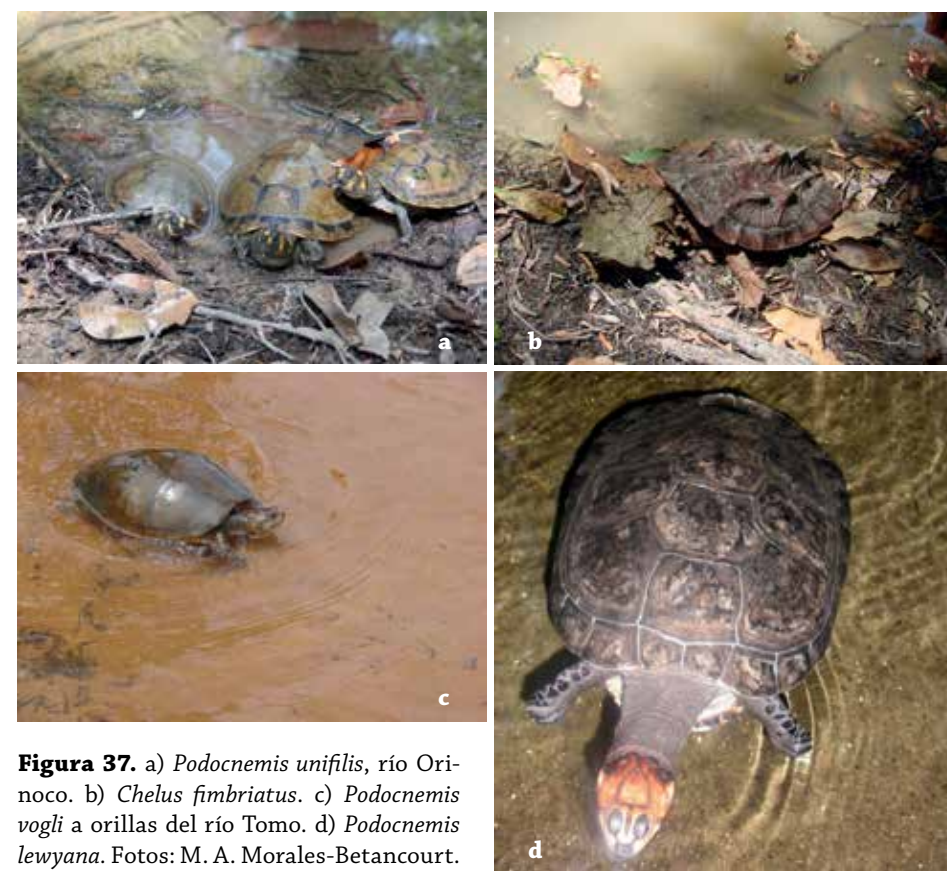 a
b
c
d
Figura 37. a) Podocnemis unifilis, río Ori-
noco. b) Chelus fimbriatus. c) Podocnemis
vogli a orillas del río Tomo. d) Podocnemis
lewyana. Fotos: M. A. Morales-Betancourt.